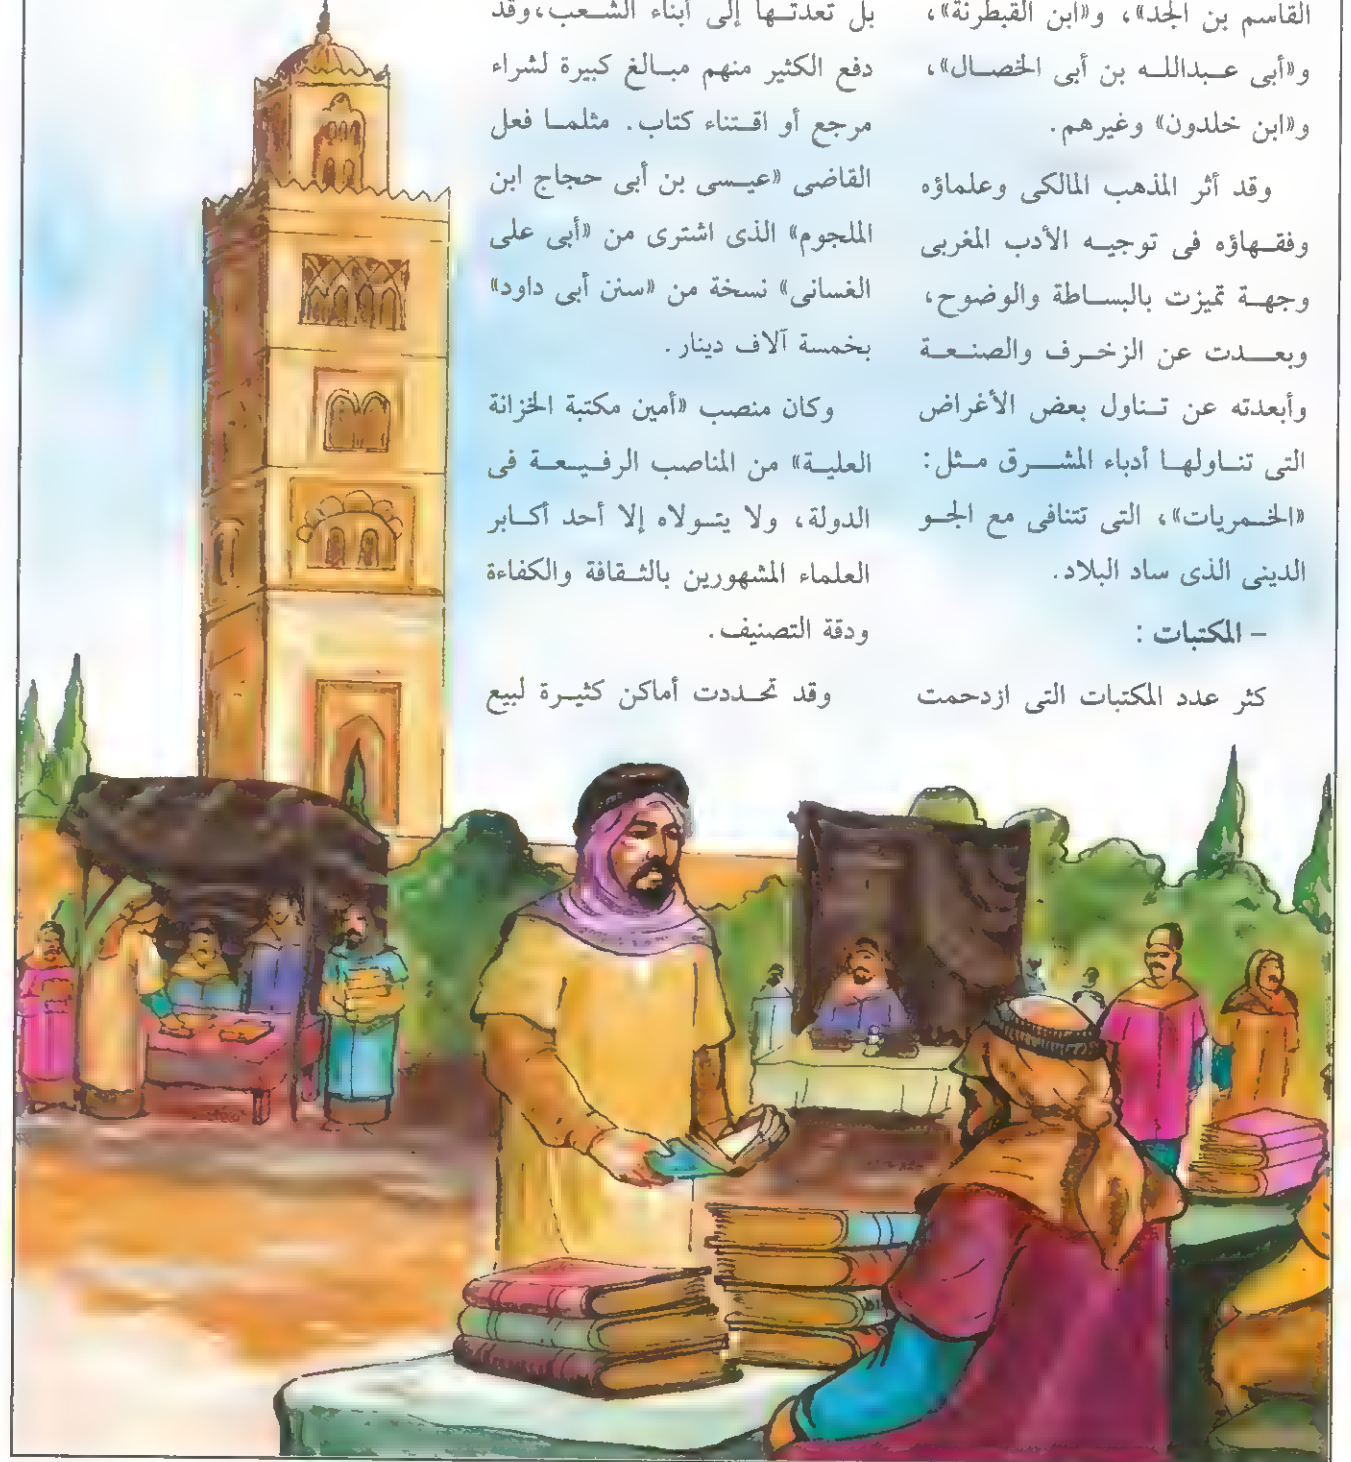 القاسم بن الجد»، و«ابن القبطرنة»،
و«أبى عبدالله بن أبى الخصال»،
و«ابن خلدون» وغيرهم.
وقد أثر المذهب المالكى وعلماؤه
وفقهاؤه فى توجيه الأدب المغربى
وجهة تميزت بالبساطة والوضوح،
وبعدت عن الزخرف والصنعة
وأبعدته عن تناول بعض الأغراض
التى تناولها أدباء المشرق مثل:
«الخمريات»، التى تتنافى مع الجو
الدينى الذى ساد البلاد.
– المكتبات :
كثر عدد المكتبات التى ازدحمت
بل تعدتها إلى أبناء الشعب،وقد
دفع الكثير منهم مبالغ كبيرة لشراء
مرجع أو اقتناء كتاب. مثلما فعل
القاضى «عيسى بن أبى حجاج ابن
الملجوم» الذى اشترى من «أبى على
الغسانى» نسخة من «سنن أبى داود»
بخمسة آلاف دينار.
وكان منصب «أمين مكتبة الخزانة
العلية» من المناصب الرفيعة فى
الدولة، ولا يتولاه إلا أحد أكابر
العلماء المشهورين بالثقافة والكفاءة
ودقة التصنيف.
وقد تحددت أماكن كثيرة لبيع